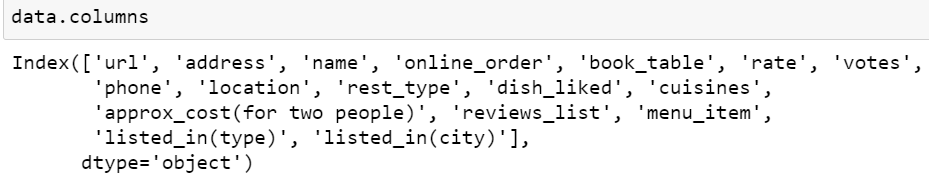 data.columns
Index(['url', 'address', 'name', 'online_order', 'book_table', 'rate', 'votes',
'phone', 'location', 'rest_type', 'dish_liked', 'cuisines',
'approx_cost(for two people)', 'reviews_list', 'menu_item',
'listed_in(type)', 'listed_in(city)'],
dtype='object')